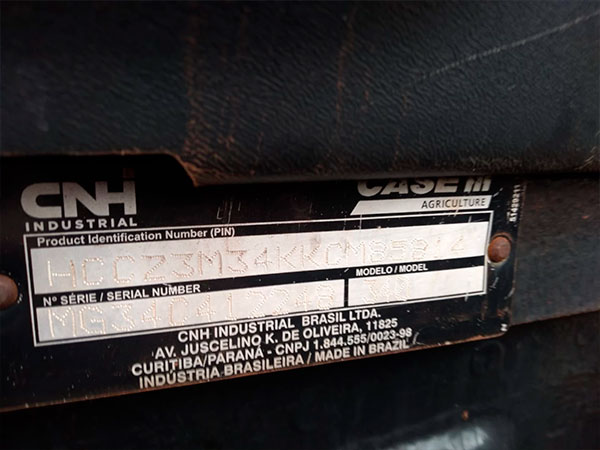 CNH
INDUSTRIAL
CASE III
AGRICULTURE
Product Identification Number (PIN)
Nº SÉRIE / SERIAL NUMBER
MODELO / MODEL
CNH INDUSTRIAL BRASIL LTDA.
AV. JUSCELINO K. DE OLIVEIRA, 11825
CURITIBA/PARANÁ - CNPJ 1.844.555/0023-98
INDÚSTRIA BRASILEIRA / MADE IN BRAZIL